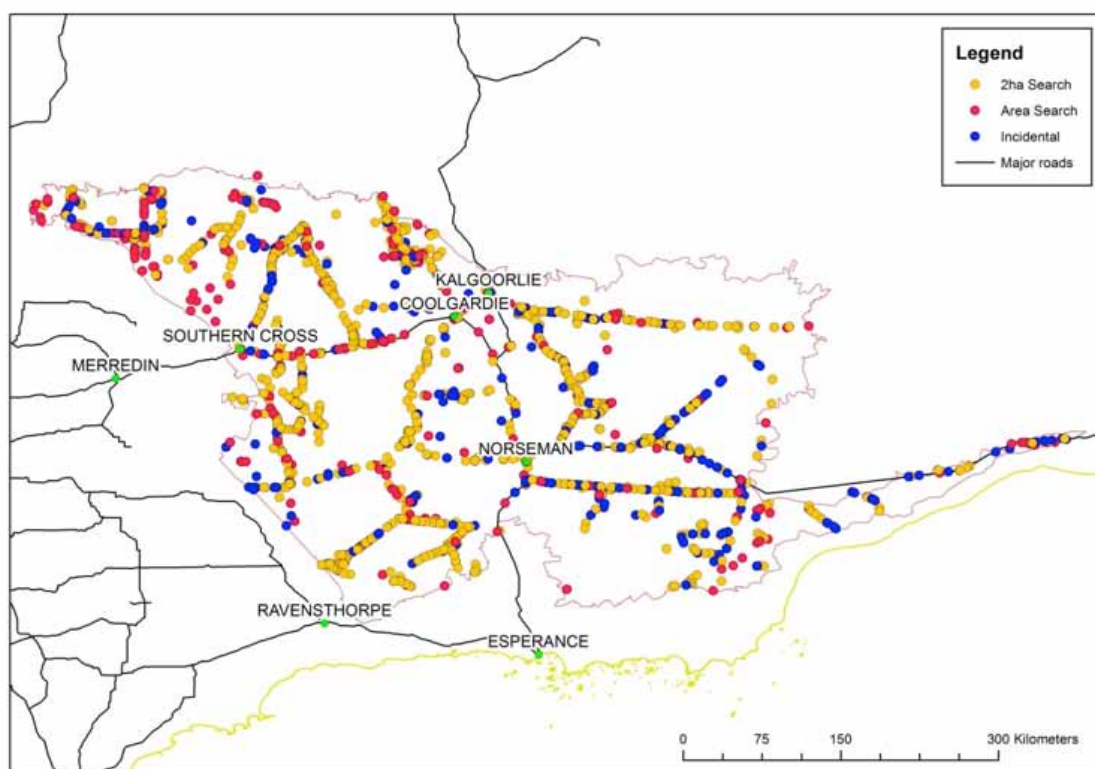 Legend
2ha Search
Area Search
Incidental
Major roads
KALGOORLIE
COOLGARDIE
SOUTHERN CROSS
MERREDIN
NORSEMAN
RAVENSTHORPE
ESPERANCE
0 75 150 300 Kilometers